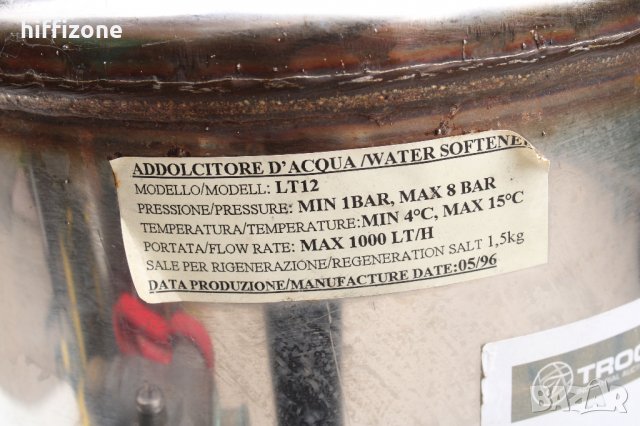 hiffizone
ADDOLCITORE D'ACQUA /WATER SOFTENE
MODELLO/MODELL: LT12
PRESSIONE/PRESSURE: MIN 1BAR, MAX 8 BAR
TEMPERATURA/TEMPERATURE:MIN 4°C, MAX 15°C
PORTATA/FLOW RATE: MAX 1000 LT/H
SALE PER RIGENERAZIONE/REGENERATION SALT 1,5kg
DATA PRODUZIONE/MANUFACTURE DATE:05/96
TROC
BAZAR